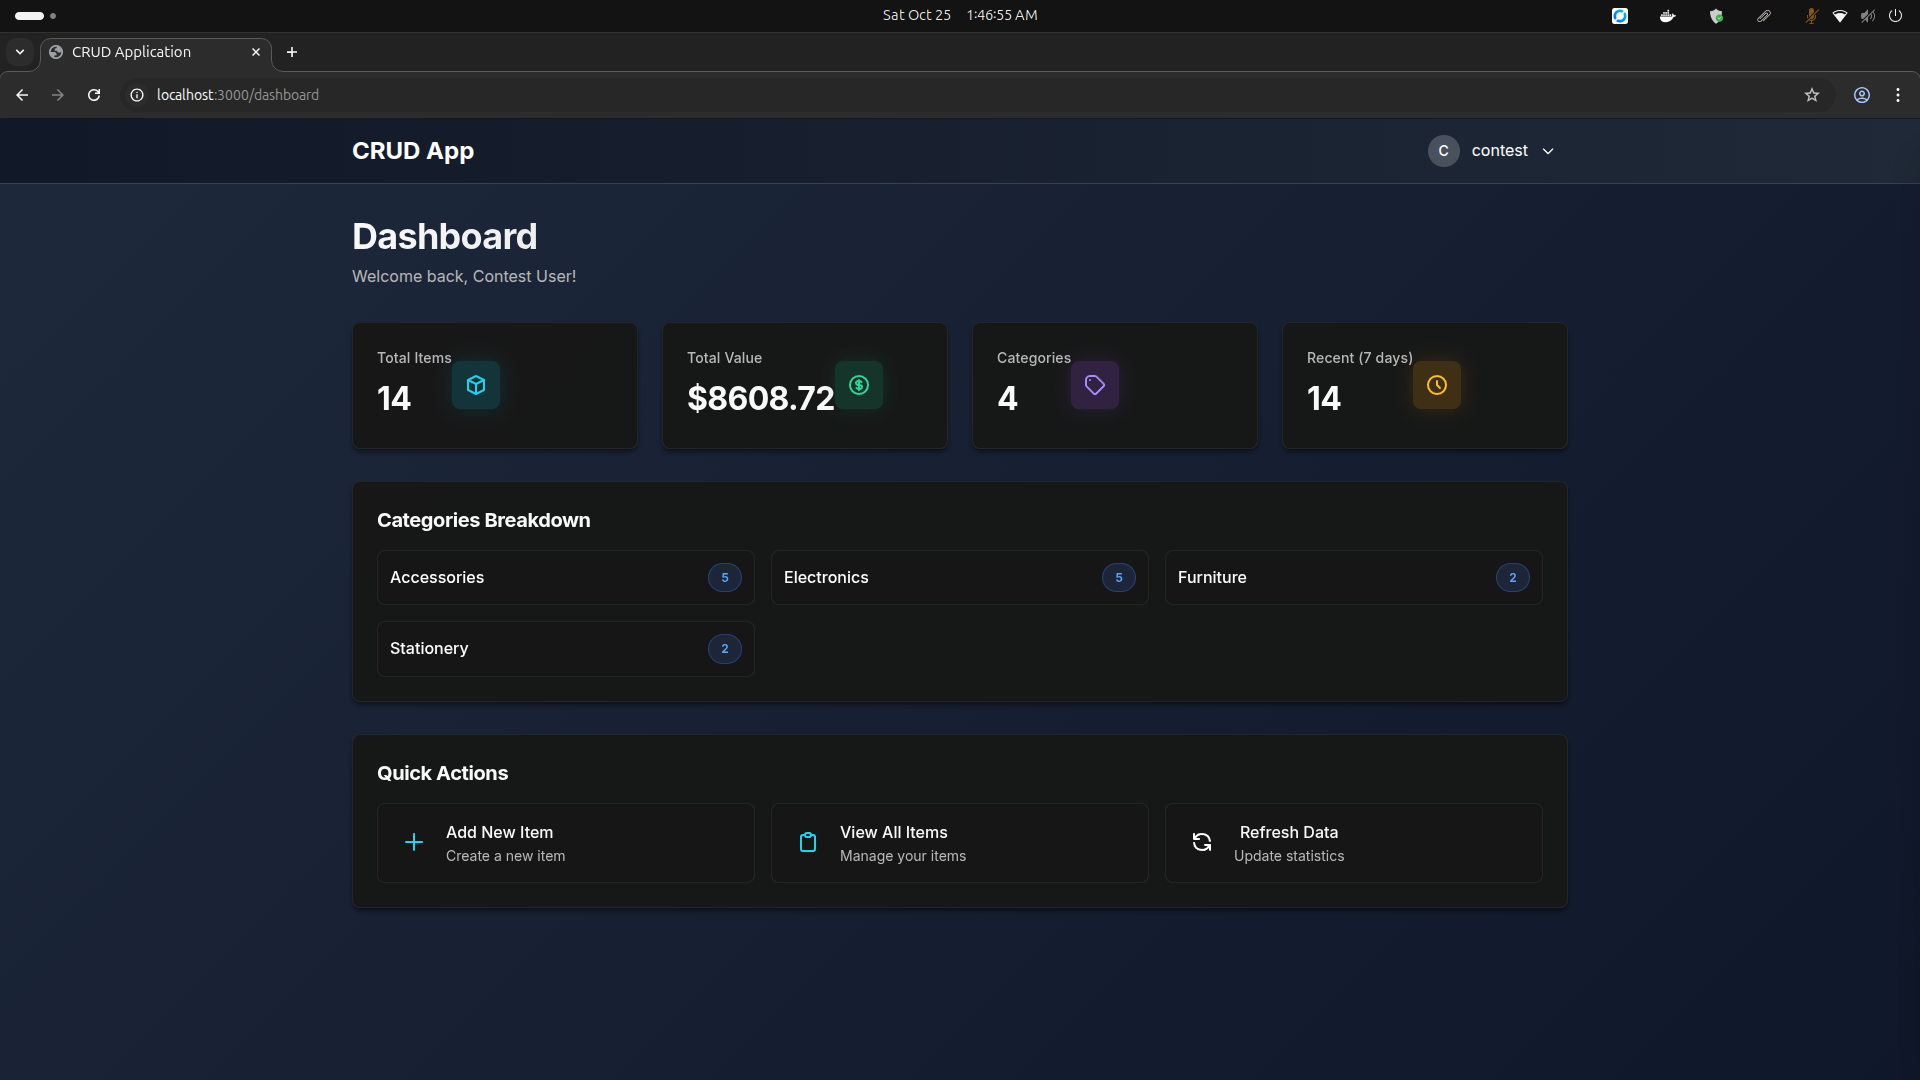 Sat Oct 25 1:46:55 AM
CRUD Application
localhost:3000/dashboard
CRUD App
C contest
Dashboard
Welcome back, Contest User!
Total Items
14
Total Value
$8608.72
Categories
4
Recent (7 days)
14
Categories Breakdown
Accessories 5
Electronics 5
Furniture 2
Stationery 2
Quick Actions
Add New Item
Create a new item
View All Items
Manage your items
Refresh Data
Update statistics